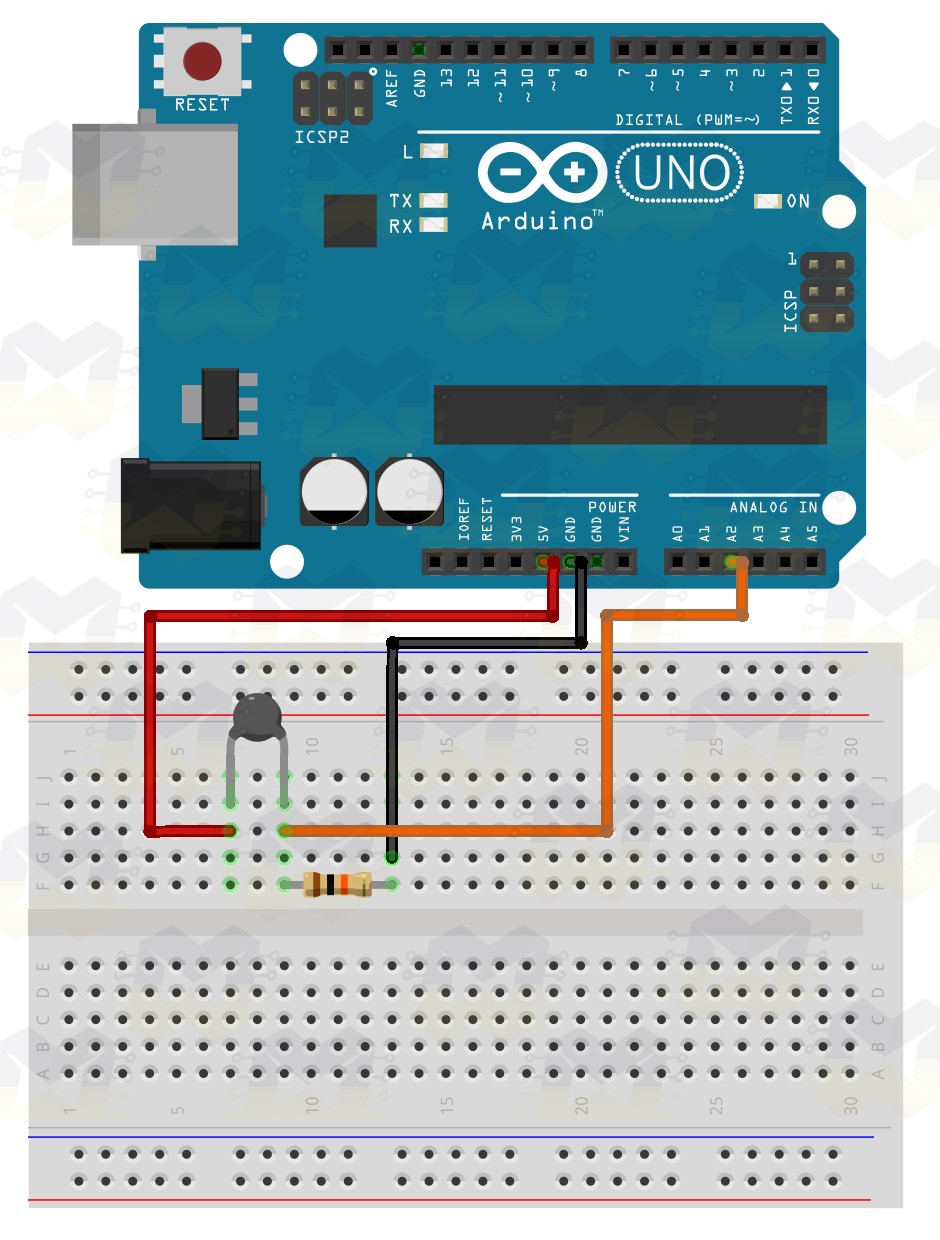 RESET
ICSP2
AREF
GND
13
12
~11
~10
~9
8
7
~6
~5
4
~3
2
TX0▶1
RX0◀0
DIGITAL (PWM=~)
L
TX
RX
Arduino™
UNO
ON
1
ICSP
POWER
ANALOG IN
IOREF
RESET
3V3
5V
GND
GND
VIN
A0
A1
A2
A3
A4
A5
1 5 10 15 20 25 30
J J
I I
H H
G G
F F
E E
D D
C C
B B
A A
1 5 10 15 20 25 30